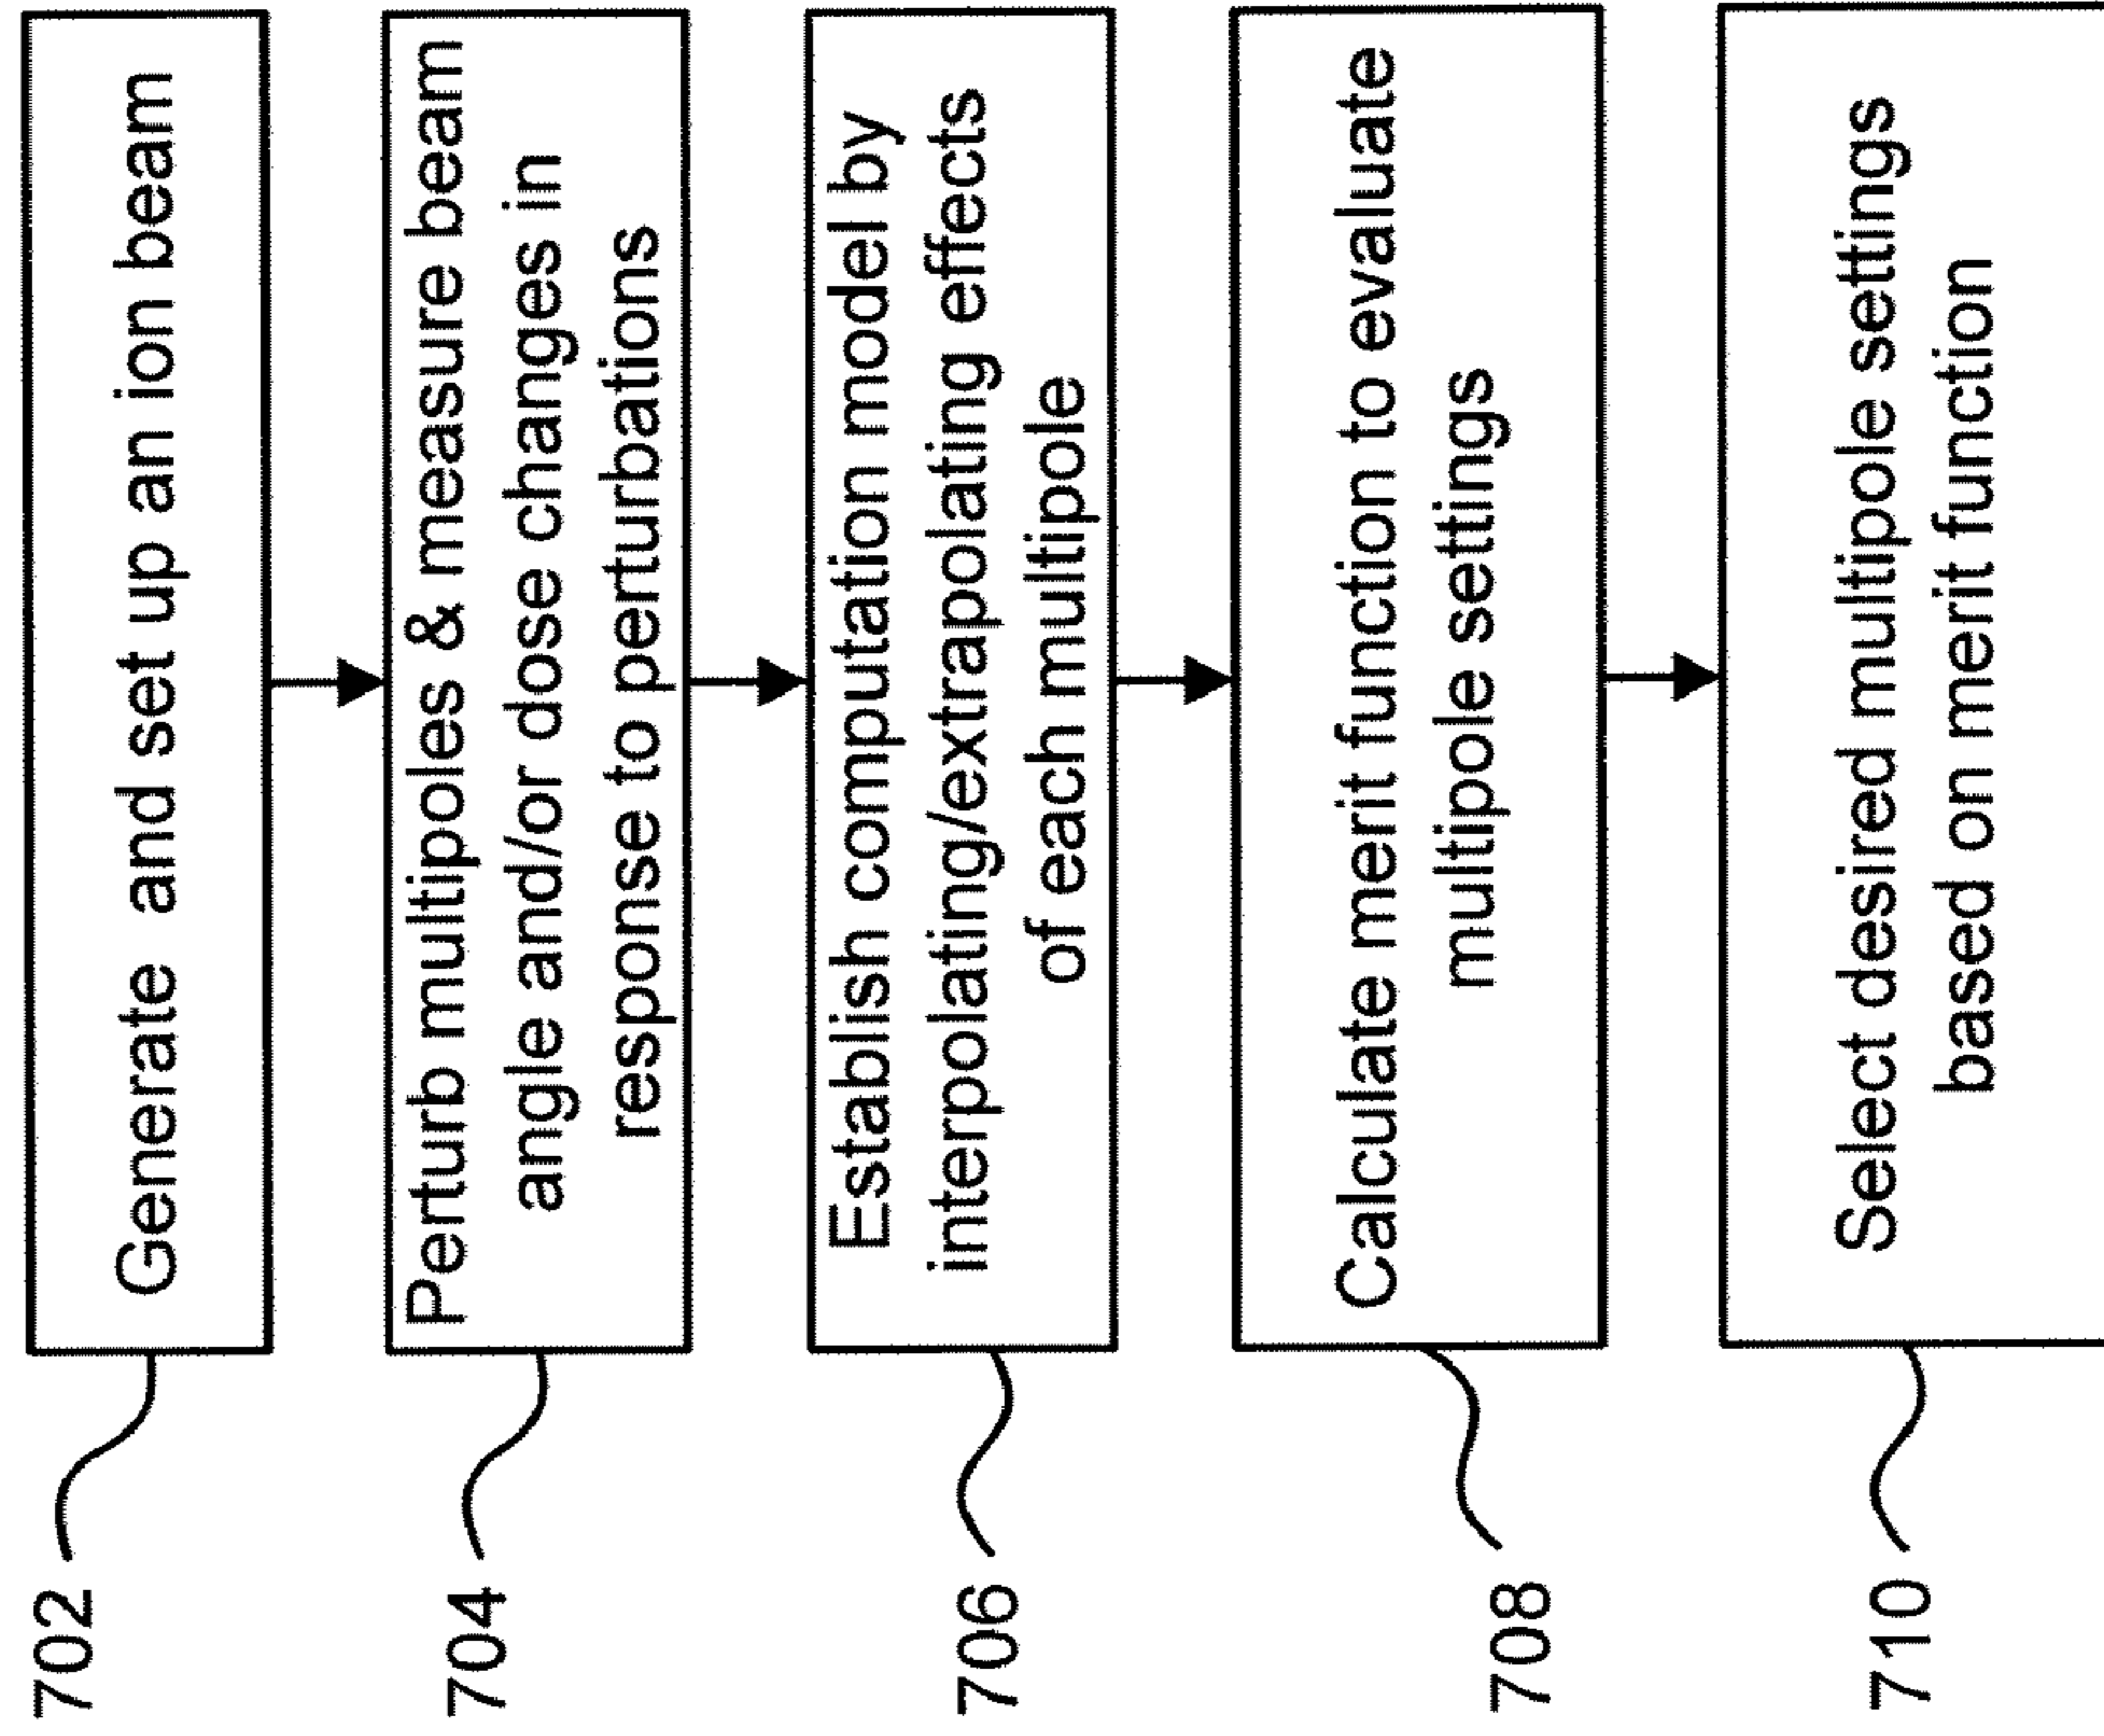 702
Generate and set up an ion beam
704
Perturb multipoles & measure beam
angle and/or dose changes in
response to perturbations
706
Establish computation model by
interpolating/extrapolating effects
of each multipole
708
Calculate merit function to evaluate
multipole settings
710
Select desired multipole settings
based on merit function